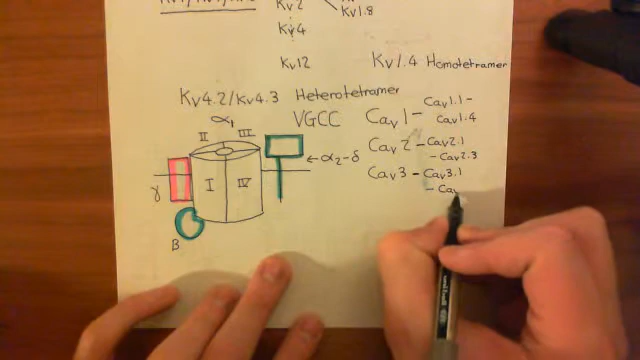 Kv2
Kv1.8
Kv4
Kv12
Kv1.4 Homotetramer
Kv4.2/Kv4.3 Heterotetramer
α1
VGCC
Cav1 - Cav1.1-
Cav1.4
II III
Cav2 - Cav2.1
- Cav2.3
← α2-δ
I IV
Cav3 - Cav3.1
- Cav
γ
B